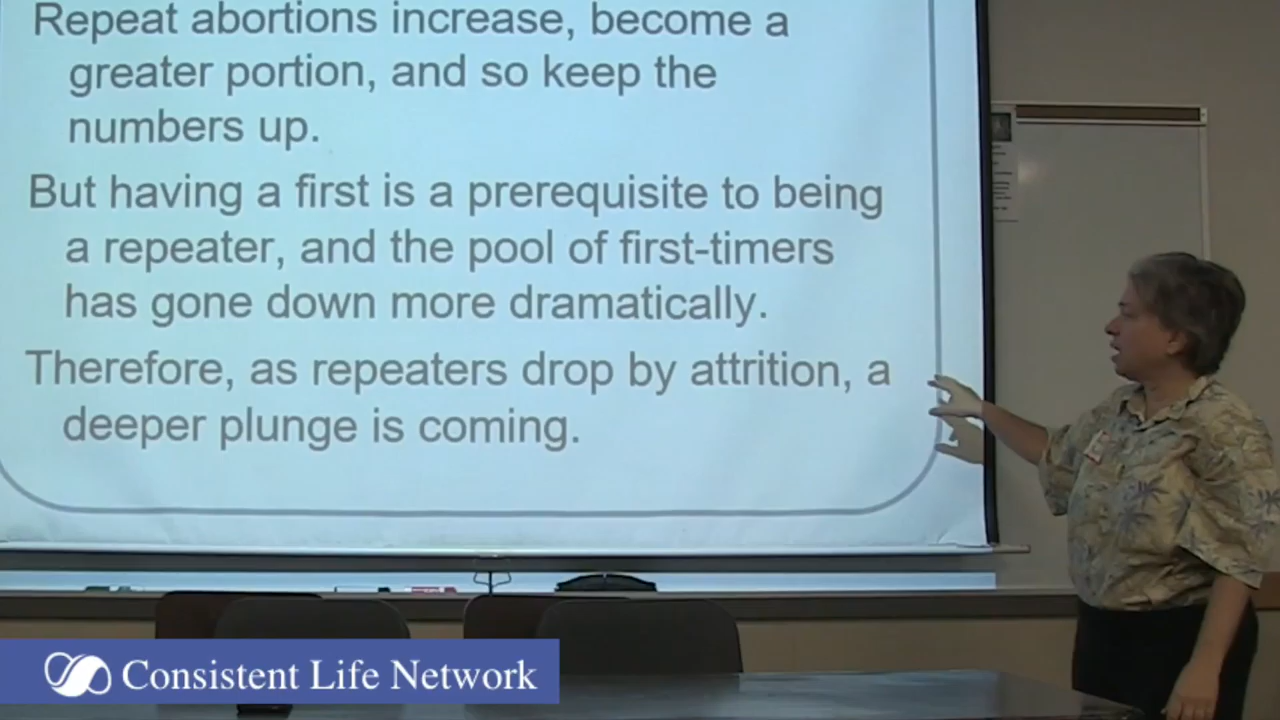 Repeat abortions increase, become a
greater portion, and so keep the
numbers up.
But having a first is a prerequisite to being
a repeater, and the pool of first-timers
has gone down more dramatically.
Therefore, as repeaters drop by attrition, a
deeper plunge is coming.
Consistent Life Network